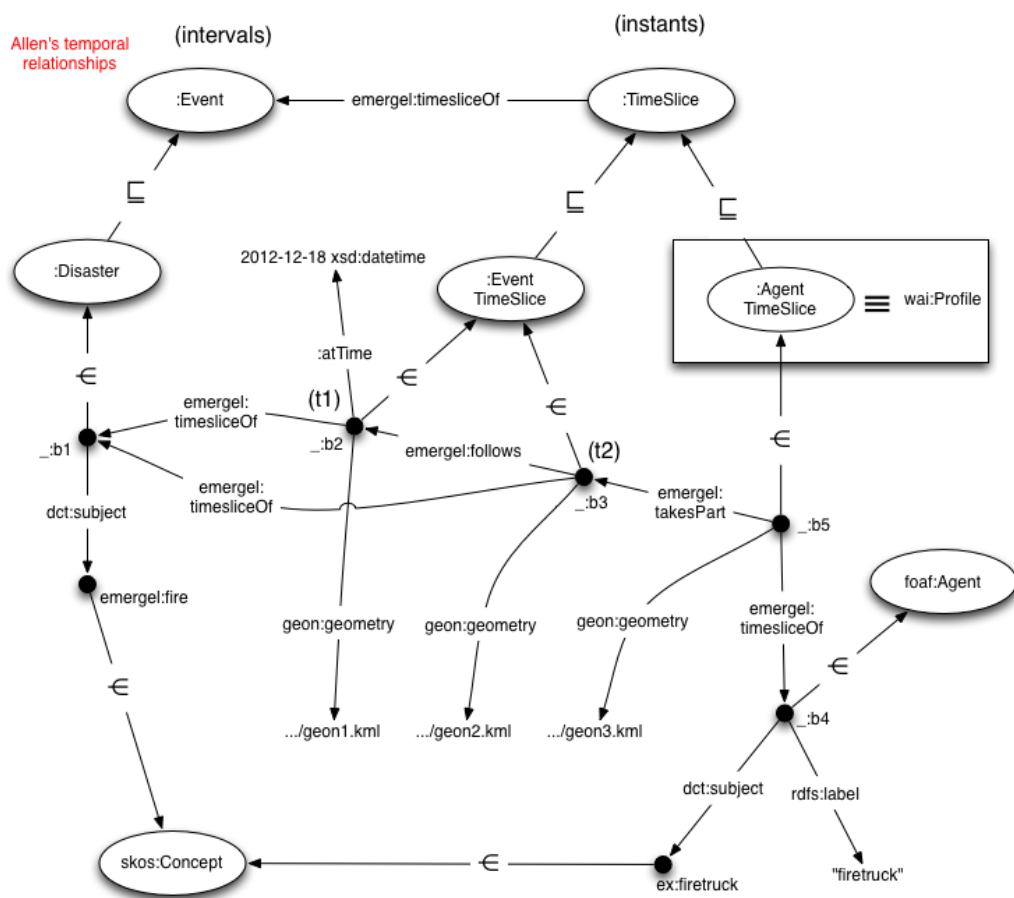 Allen's temporal
relationships
(intervals)
(instants)
:Event
emergel:timesliceOf
:TimeSlice
⊑
⊑
⊑
:Disaster
2012-12-18 xsd:datetime
:Event
TimeSlice
:Agent
TimeSlice
≡
wai:Profile
:atTime
∈
∈
∈
∈
emergel:
timesliceOf
(t1)
_:b1
_:b2
emergel:follows
(t2)
emergel:
timesliceOf
_:b3
emergel:
takesPart
_:b5
dct:subject
emergel:fire
foaf:Agent
geon:geometry
geon:geometry
geon:geometry
emergel:
timesliceOf
∈
∈
.../geon1.kml
.../geon2.kml
.../geon3.kml
_:b4
dct:subject
rdfs:label
skos:Concept
∈
ex:firetruck
"firetruck"